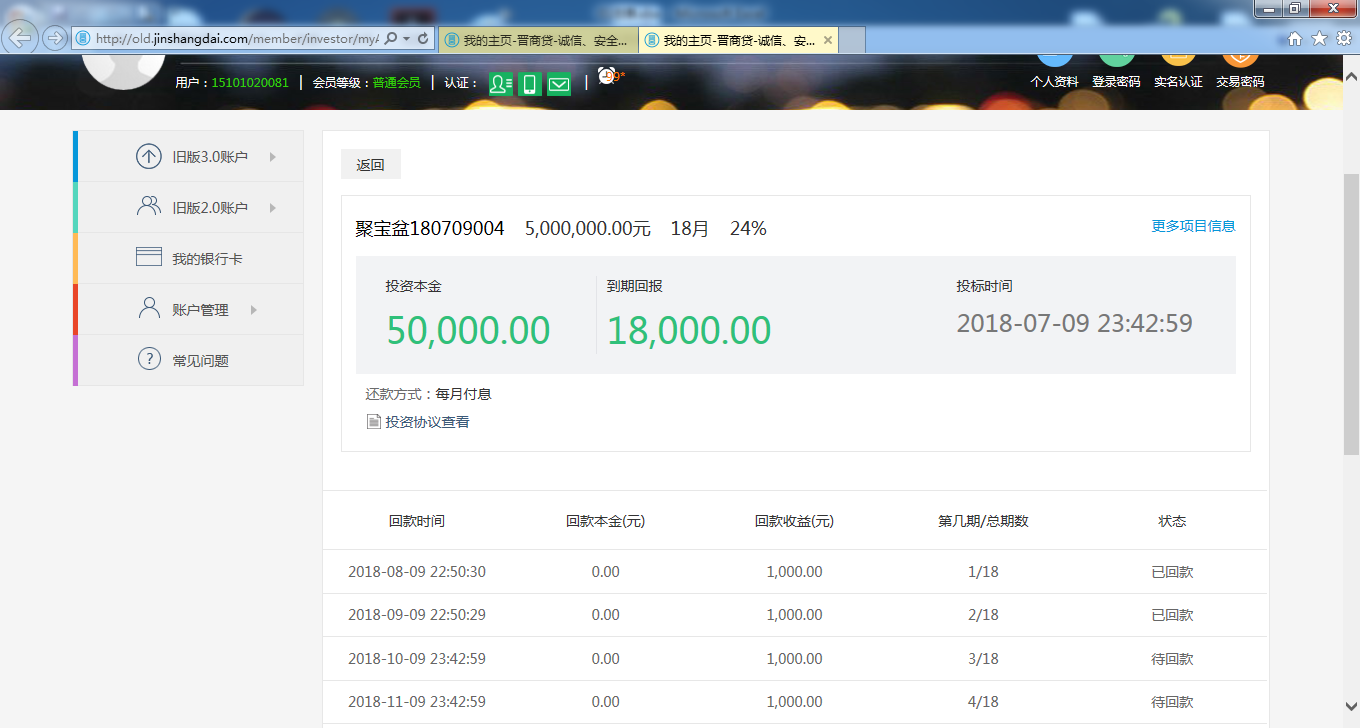 http://old.jinshangdai.com/member/investor/my
我的主页-晋商贷-诚信、安全...
我的主页-晋商贷-诚信、安...
用户：15101020081 | 会员等级：普通会员 | 认证： |
个人资料 登录密码 实名认证 交易密码
旧版3.0账户
旧版2.0账户
我的银行卡
账户管理
常见问题
返回
聚宝盆180709004 5,000,000.00元 18月 24% 更多项目信息
投资本金 到期回报 投标时间
50,000.00 18,000.00 2018-07-09 23:42:59
还款方式：每月付息
投资协议查看
回款时间 回款本金(元) 回款收益(元) 第几期/总期数 状态
2018-08-09 22:50:30 0.00 1,000.00 1/18 已回款
2018-09-09 22:50:29 0.00 1,000.00 2/18 已回款
2018-10-09 23:42:59 0.00 1,000.00 3/18 待回款
2018-11-09 23:42:59 0.00 1,000.00 4/18 待回款